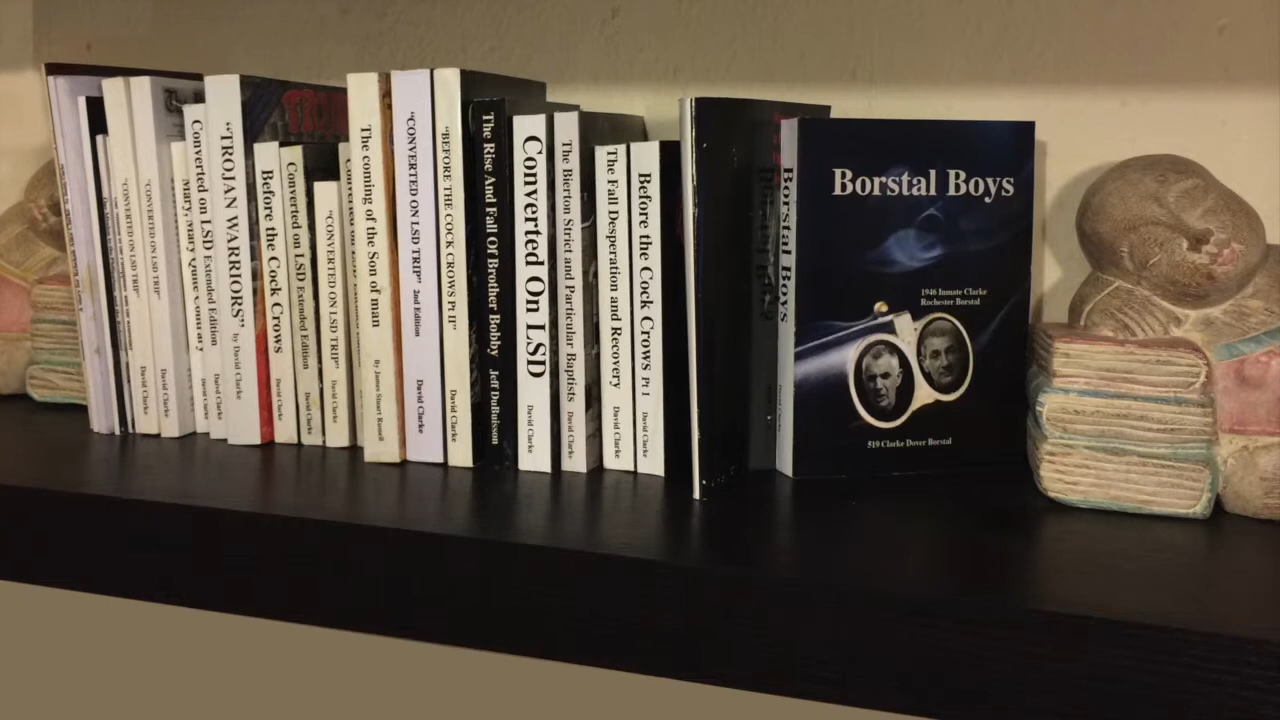 "CONVERTED ON LSD TRIP" David Clarke
"CONVERTED ON LSD TRIP" David Clarke
Mary, Mary Quite Contrary David Clarke
Converted on LSD Extended Edition David Clarke
"TROJAN WARRIORS" by David Clarke
Before the Cock Crows David Clarke
Converted on LSD Extended Edition David Clarke
"CONVERTED ON LSD TRIP" David Clarke
The coming of the Son of man By James Stuart Russell
"CONVERTED ON LSD TRIP" 2nd Edition David Clarke
"BEFORE THE COCK CROWS Pt II" David Clarke
The Rise And Fall Of Brother Bobby Jeff DuBuisson
Converted On LSD David Clarke
The Bierton Strict and Particular Baptists David Clarke
The Fall Desperation and Recovery David Clarke
Before the Cock Crows Pt 1 David Clarke
Borstal Boys
Borstal Boys
1946 Inmate Clarke
Rochester Borstal
519 Clarke Dover Borstal